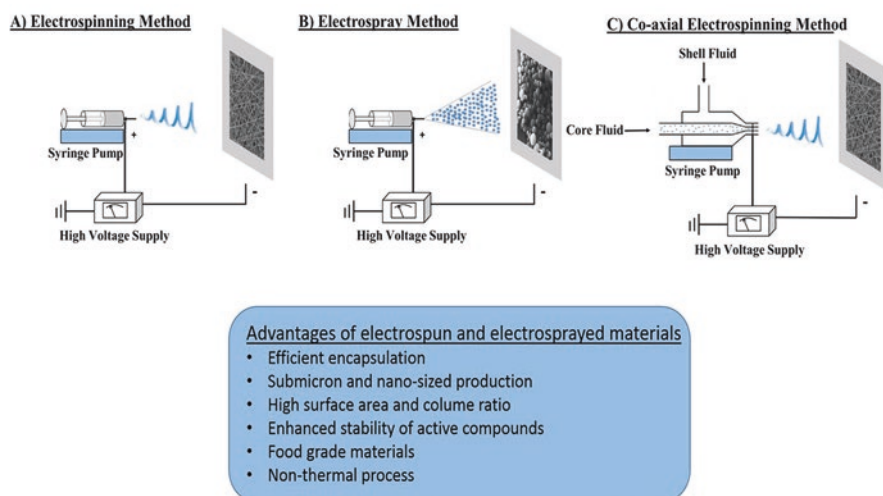 A) Electrospinning Method
+
Syringe Pump
-
High Voltage Supply
B) Electrospray Method
+
Syringe Pump
-
High Voltage Supply
C) Co-axial Electrospinning Method
Shell Fluid
Core Fluid
Syringe Pump
-
High Voltage Supply
Advantages of electrospun and electrosprayed materials
• Efficient encapsulation
• Submicron and nano-sized production
• High surface area and colume ratio
• Enhanced stability of active compounds
• Food grade materials
• Non-thermal process